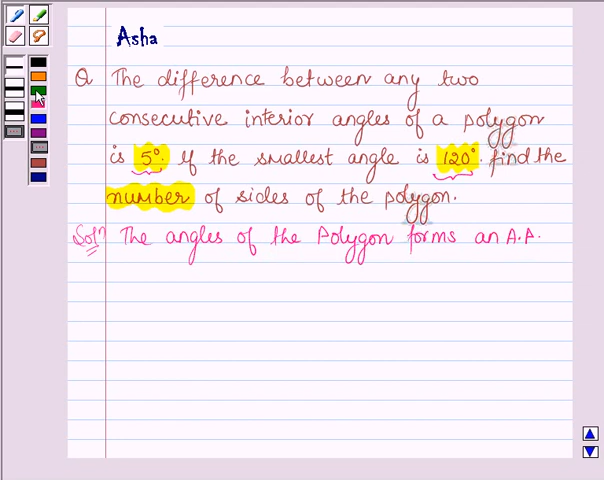 Asha
Q The difference between any two
consecutive interior angles of a polygon
is 5°. If the smallest angle is 120°. find the
number of sides of the polygon.
Solⁿ The angles of the Polygon forms an A.P.